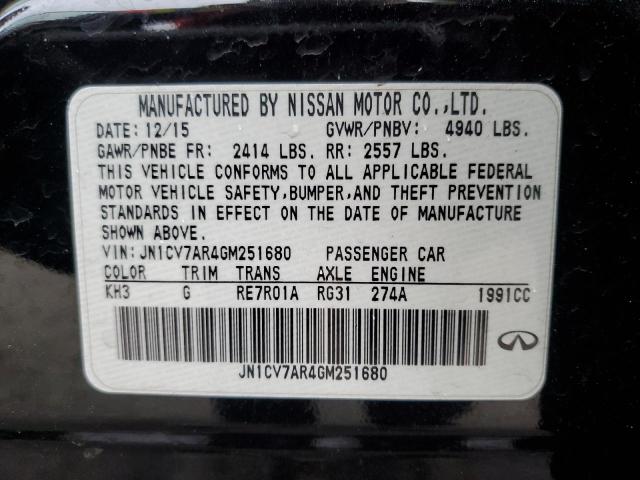 MANUFACTURED BY NISSAN MOTOR CO.,LTD.
DATE: 12/15 GVWR/PNBV: 4940 LBS.
GAWR/PNBE FR: 2414 LBS. RR: 2557 LBS.
THIS VEHICLE CONFORMS TO ALL APPLICABLE FEDERAL
MOTOR VEHICLE SAFETY,BUMPER,AND THEFT PREVENTION
STANDARDS IN EFFECT ON THE DATE OF MANUFACTURE
SHOWN ABOVE.
VIN: JN1CV7AR4GM251680 PASSENGER CAR
COLOR TRIM TRANS AXLE ENGINE
KH3 G RE7R01A RG31 274A 1991CC
JN1CV7AR4GM251680